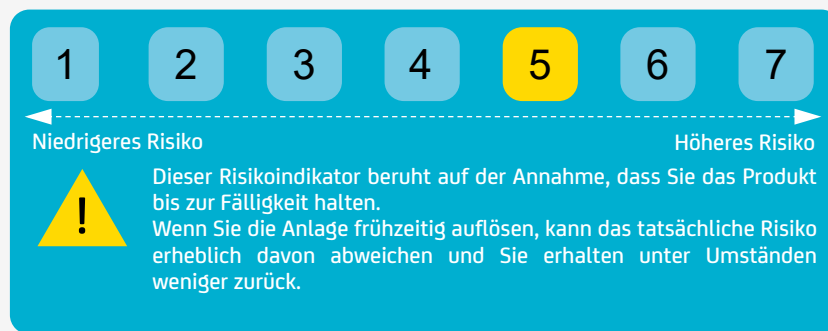 1 2 3 4 5 6 7
Niedrigeres Risiko Höheres Risiko
Dieser Risikoindikator beruht auf der Annahme, dass Sie das Produkt
bis zur Fälligkeit halten.
Wenn Sie die Anlage frühzeitig auflösen, kann das tatsächliche Risiko
erheblich davon abweichen und Sie erhalten unter Umständen
weniger zurück.
!